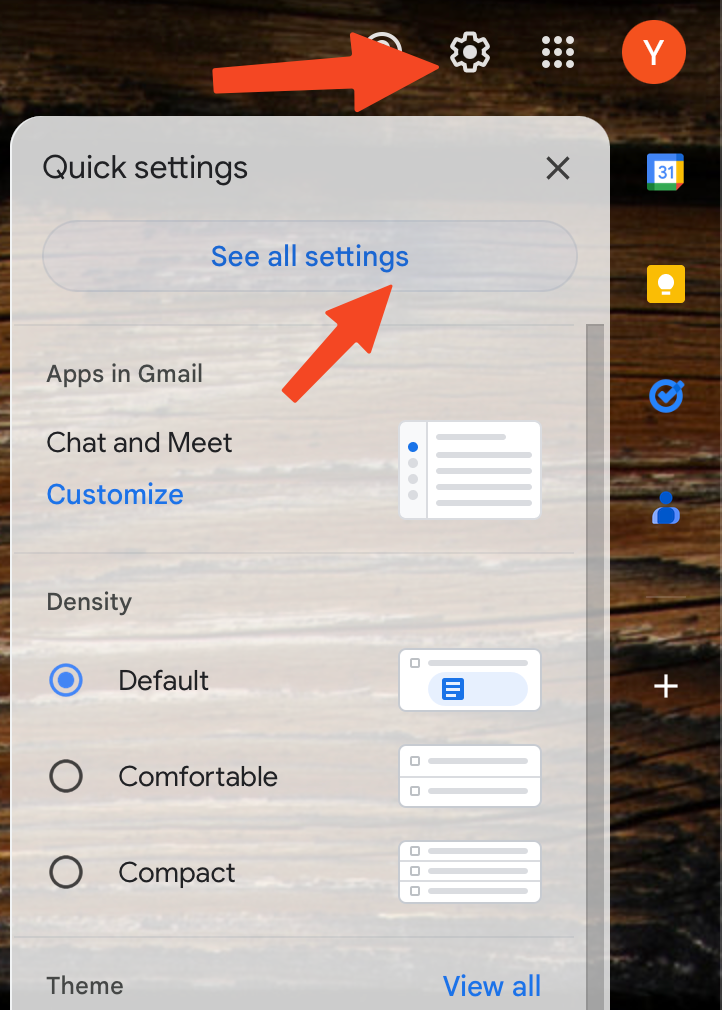 Y
Quick settings
See all settings
31
Apps in Gmail
Chat and Meet
Customize
Density
Default
Comfortable
Compact
Theme
View all